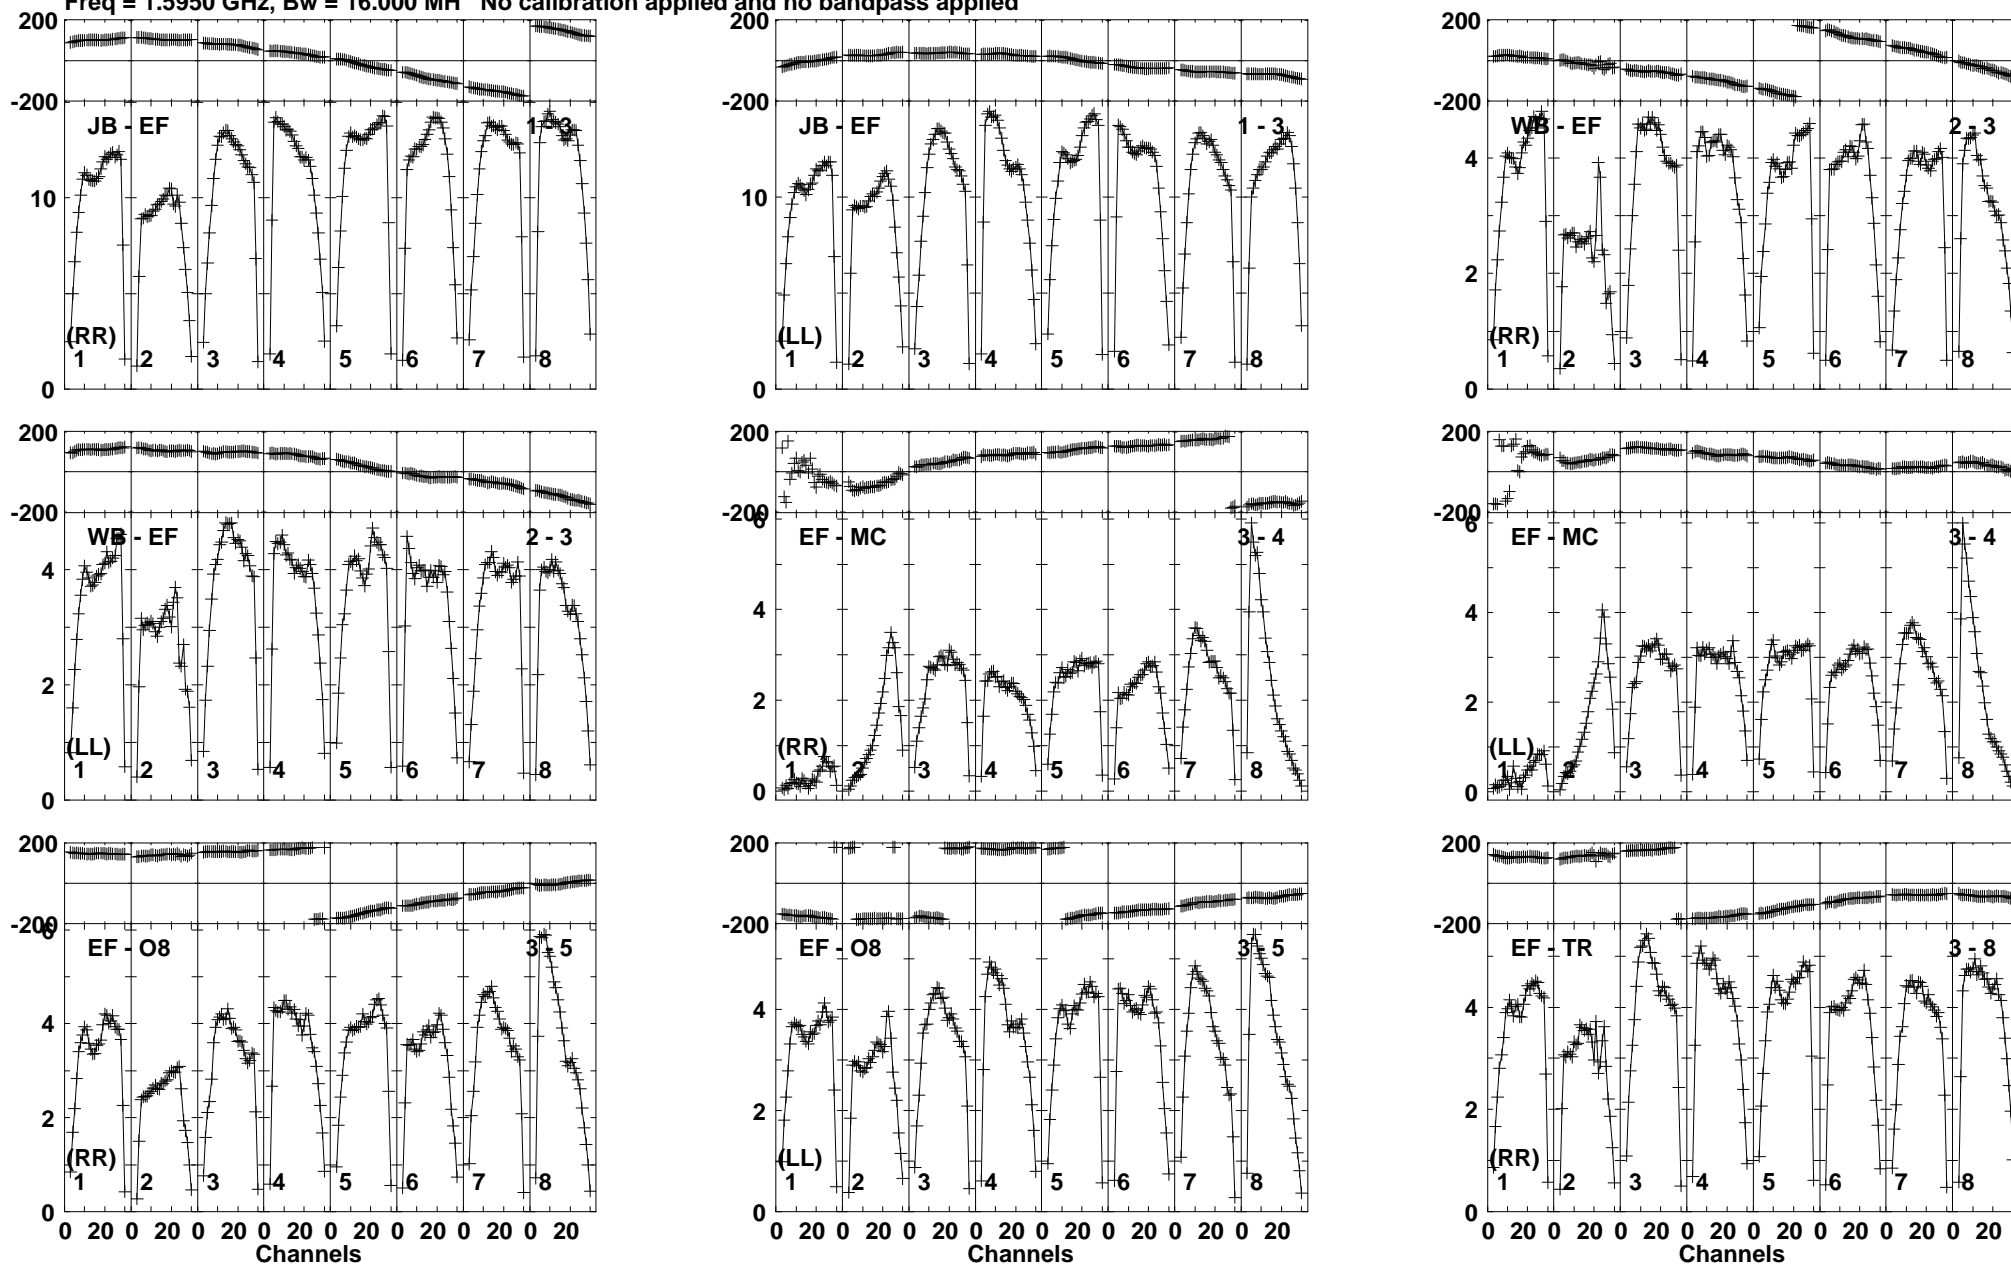 Freq = 1.5950 GHz, Bw = 16.000 MH No calibration applied and no bandpass applied
200 200 200
-200 -200 -200
JB - EF 1 - 3 JB - EF 1 - 3 WB - EF 2 - 3
10 10 4
2
(RR) (LL) (RR)
1 2 3 4 5 6 7 8 1 2 3 4 5 6 7 8 1 2 3 4 5 6 7 8
0 0 0
200 200 200
-200 -200 -200
6 6
WB - EF 2 - 3 EF - MC 3 - 4 EF - MC 3 - 4
4 4 4
2 2 2
(LL) (RR) (LL)
1 2 3 4 5 6 7 8 1 2 3 4 5 6 7 8 1 2 3 4 5 6 7 8
0 0 0
200 200 200
-200 -200 -200
6
EF - O8 3 - 5 EF - O8 3 - 5 EF - TR 3 - 8
4 4 4
2 2 2
(RR) (LL) (RR)
1 2 3 4 5 6 7 8 1 2 3 4 5 6 7 8 1 2 3 4 5 6 7 8
0 0 0
0 20 0 20 0 20 0 20 0 20 0 20 0 20 0 20 0 20 0 20 0 20 0 20 0 20 0 20 0 20 0 20 0 20 0 20 0 20 0 20 0 20 0 20 0 20 0 20
Channels Channels Channels